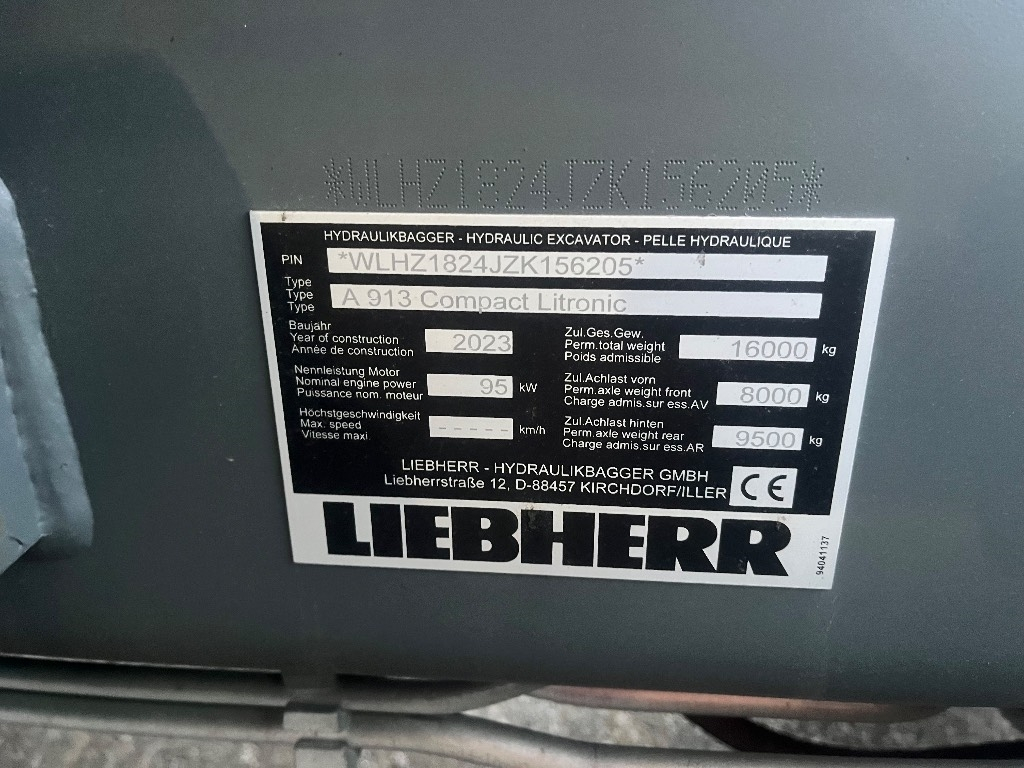 *WLHZ1824JZK156205*
HYDRAULIKBAGGER - HYDRAULIC EXCAVATOR - PELLE HYDRAULIQUE
PIN *WLHZ1824JZK156205*
Type
Type A 913 Compact Litronic
Type
Baujahr
Year of construction 2023
Année de construction
Nennleistung Motor
Nominal engine power 95 kW
Puissance nom. moteur
Höchstgeschwindigkeit
Max. speed - - - - - km/h
Vitesse maxi.
Zul.Ges.Gew.
Perm.total weight 16000 kg
Poids admissible
Zul.Achlast vorn
Perm.axle weight front 8000 kg
Charge admis.sur ess.AV
Zul.Achlast hinten
Perm.axle weight rear 9500 kg
Charge admis.sur ess.AR
LIEBHERR - HYDRAULIKBAGGER GMBH
Liebherrstraße 12, D-88457 KIRCHDORF/ILLER
CE
LIEBHERR
94041137